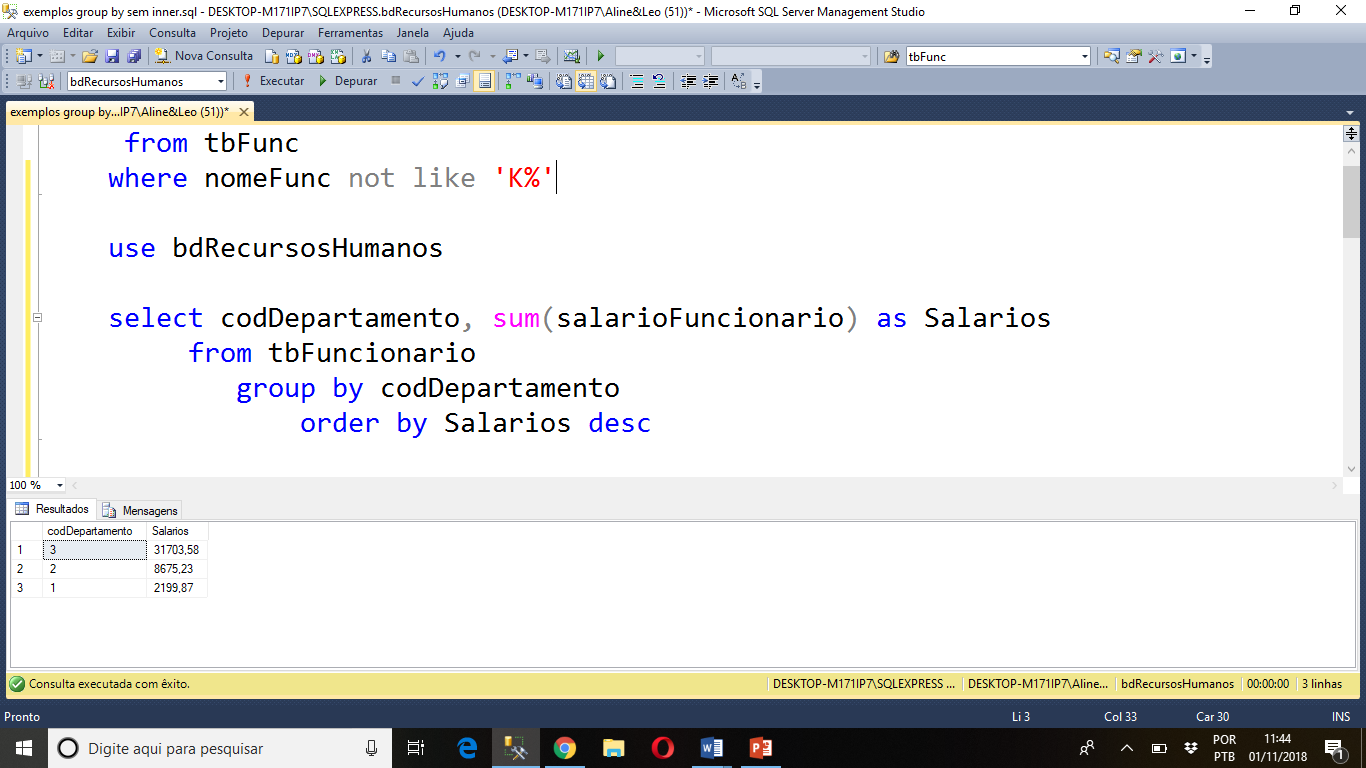 exemplos group by sem inner.sql - DESKTOP-M171IP7\SQLEXPRESS.bdRecursosHumanos (DESKTOP-M171IP7\Aline&Leo (51))* - Microsoft SQL Server Management Studio
Arquivo Editar Exibir Consulta Projeto Depurar Ferramentas Janela Ajuda
Nova Consulta tbFunc
bdRecursosHumanos Executar Depurar
exemplos group by...IP7\Aline&Leo (51))*
from tbFunc
where nomeFunc not like 'K%'
use bdRecursosHumanos
select codDepartamento, sum(salarioFuncionario) as Salarios
from tbFuncionario
group by codDepartamento
order by Salarios desc
100 %
Resultados Mensagens
codDepartamento Salarios
1 3 31703,58
2 2 8675,23
3 1 2199,87
Consulta executada com êxito. DESKTOP-M171IP7\SQLEXPRESS ... DESKTOP-M171IP7\Aline... bdRecursosHumanos 00:00:00 3 linhas
Pronto Li 3 Col 33 Car 30 INS
Digite aqui para pesquisar
POR 11:44
PTB 01/11/2018 1